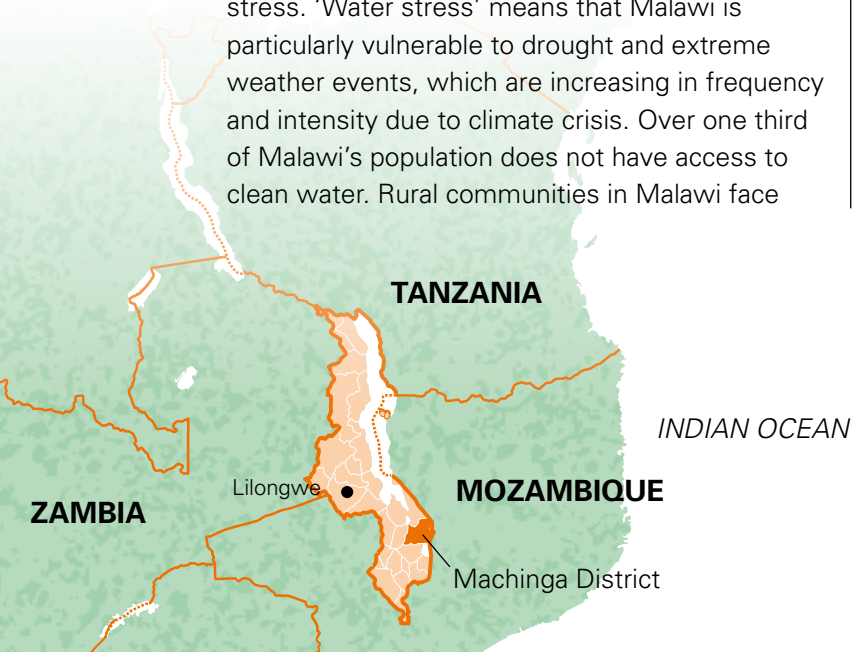 stress. ‘Water stress’ means that Malawi is
particularly vulnerable to drought and extreme
weather events, which are increasing in frequency
and intensity due to climate crisis. Over one third
of Malawi’s population does not have access to
clean water. Rural communities in Malawi face
TANZANIA
INDIAN OCEAN
Lilongwe
MOZAMBIQUE
ZAMBIA
Machinga District